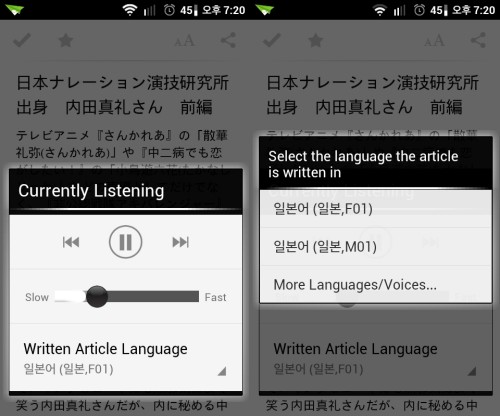 45 오후 7:20
AA
日本ナレーション演技研究所
出身 内田真礼さん 前編
テレビアニメ『さんかれあ』の「散華
礼弥(さんかれあ)」や『中二病でも恋
Currently Listening
Slow
Fast
Written Article Language
일본어 (일본,F01)
笑う内田真礼さんだが、内に秘める中
45 오후 7:20
AA
日本ナレーション演技研究所
出身 内田真礼さん 前編
テレビアニメ『さんかれあ』の「散華
Select the language the article
is written in
일본어 (일본,F01)
일본어 (일본,M01)
More Languages/Voices...
Slow
Fast
Written Article Language
일본어 (일본,F01)
笑う内田真礼さんだが、内に秘める中